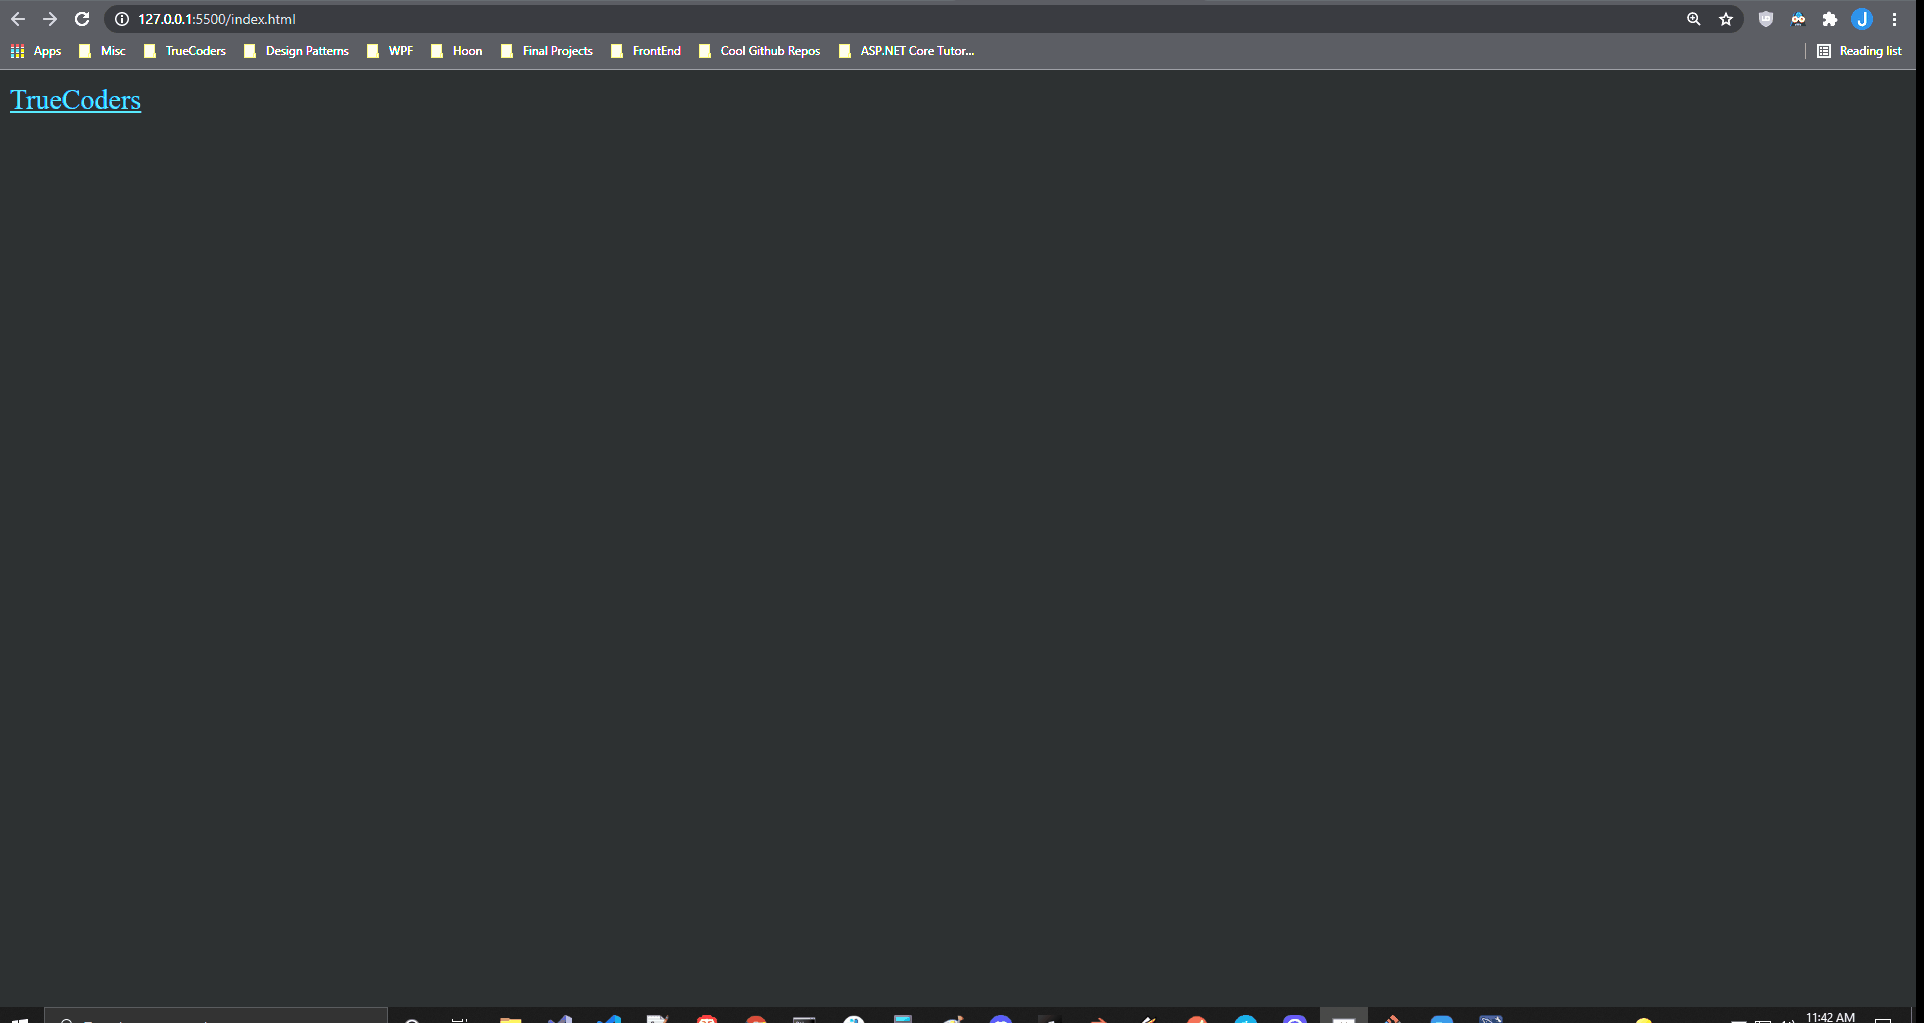 127.0.0.1:5500/index.html
Apps Misc TrueCoders Design Patterns WPF Hoon Final Projects FrontEnd Cool Github Repos ASP.NET Core Tutor... Reading list
TrueCoders
11:42 AM